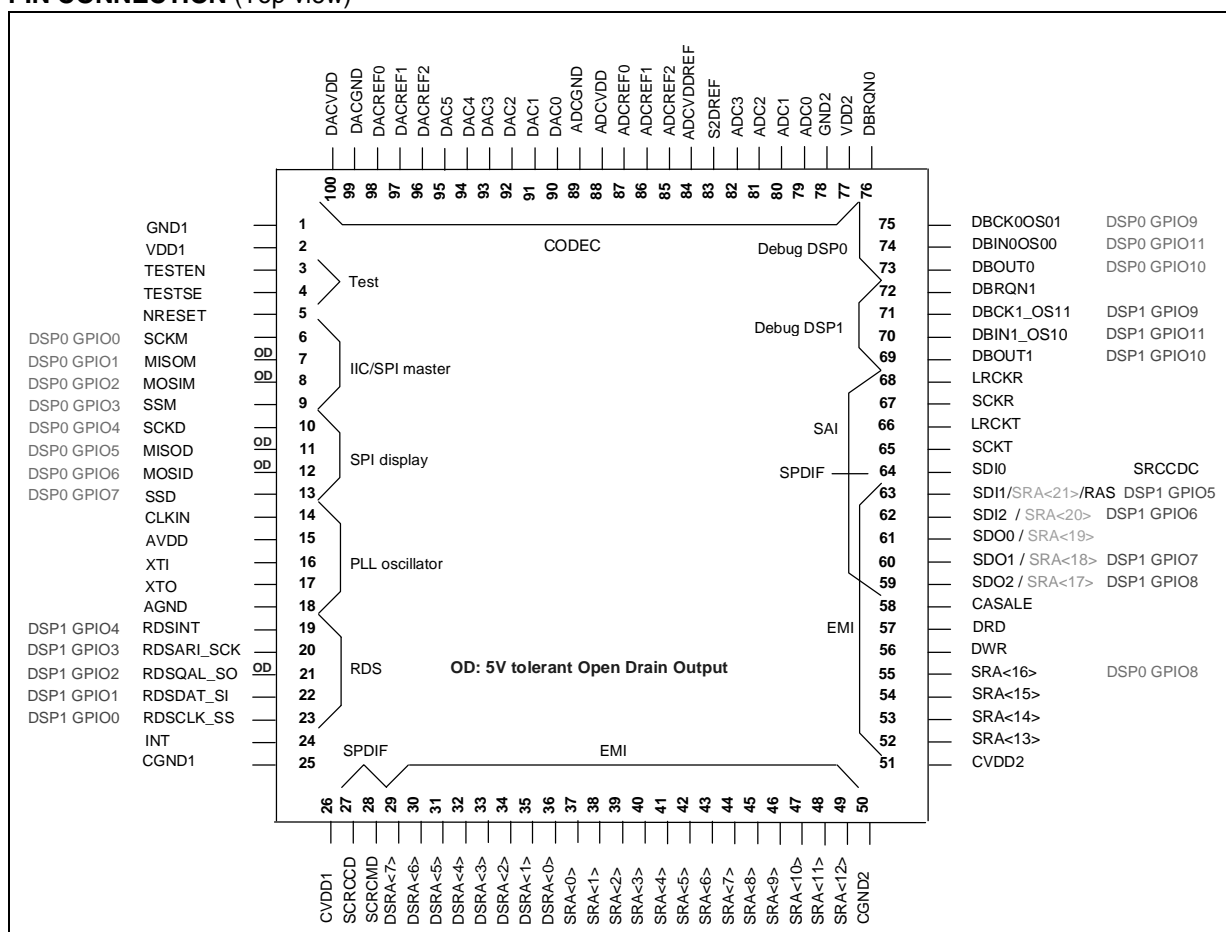 PIN CONNECTION (Top view)
DACVDD
DACGND
DACREF0
DACREF1
DACREF2
DAC5
DAC4
DAC3
DAC2
DAC1
DAC0
ADCGND
ADCVDD
ADCREF0
ADCREF1
ADCREF2
ADCVDDREF
S2DREF
ADC3
ADC2
ADC1
ADC0
GND2
VDD2
DBRQN0
100 99 98 97 96 95 94 93 92 91 90 89 88 87 86 85 84 83 82 81 80 79 78 77 76
GND1 1
VDD1 2
TESTEN 3
TESTSE 4
NRESET 5
DSP0 GPIO0 SCKM 6
DSP0 GPIO1 MISOM OD 7
DSP0 GPIO2 MOSIM OD 8
DSP0 GPIO3 SSM 9
DSP0 GPIO4 SCKD 10
DSP0 GPIO5 MISOD OD 11
DSP0 GPIO6 MOSID OD 12
DSP0 GPIO7 SSD 13
CLKIN 14
AVDD 15
XTI 16
XTO 17
AGND 18
DSP1 GPIO4 RDSINT 19
DSP1 GPIO3 RDSARI_SCK 20
DSP1 GPIO2 RDSQAL_SO OD 21
DSP1 GPIO1 RDSDAT_SI 22
DSP1 GPIO0 RDSCLK_SS 23
INT 24
CGND1 25
CODEC
Test
IIC/SPI master
SPI display
PLL oscillator
RDS
OD: 5V tolerant Open Drain Output
SPDIF
EMI
Debug DSP0
Debug DSP1
SAI
SPDIF
EMI
75 DBCK0OS01 DSP0 GPIO9
74 DBIN0OS00 DSP0 GPIO11
73 DBOUT0 DSP0 GPIO10
72 DBRQN1
71 DBCK1_OS11 DSP1 GPIO9
70 DBIN1_OS10 DSP1 GPIO11
69 DBOUT1 DSP1 GPIO10
68 LRCKR
67 SCKR
66 LRCKT
65 SCKT
64 SDI0 SRCCDC
63 SDI1/SRA<21>/RAS DSP1 GPIO5
62 SDI2 / SRA<20> DSP1 GPIO6
61 SDO0 / SRA<19>
60 SDO1 / SRA<18> DSP1 GPIO7
59 SDO2 / SRA<17> DSP1 GPIO8
58 CASALE
57 DRD
56 DWR
55 SRA<16> DSP0 GPIO8
54 SRA<15>
53 SRA<14>
52 SRA<13>
51 CVDD2
26 27 28 29 30 31 32 33 34 35 36 37 38 39 40 41 42 43 44 45 46 47 48 49 50
CVDD1
SCRCCD
SCRCMD
DSRA<7>
DSRA<6>
DSRA<5>
DSRA<4>
DSRA<3>
DSRA<2>
DSRA<1>
DSRA<0>
SRA<0>
SRA<1>
SRA<2>
SRA<3>
SRA<4>
SRA<5>
SRA<6>
SRA<7>
SRA<8>
SRA<9>
SRA<10>
SRA<11>
SRA<12>
CGND2